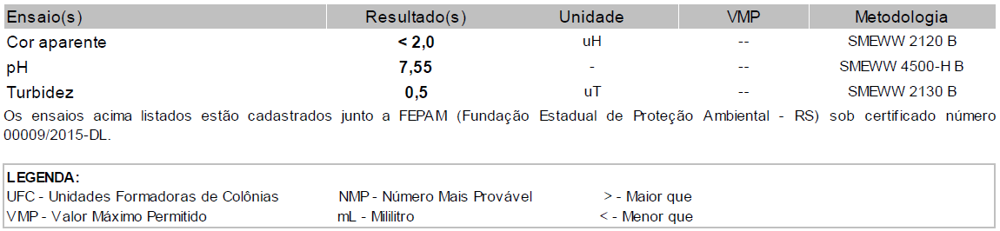 Ensaio(s) Resultado(s) Unidade VMP Metodologia
Cor aparente < 2,0 uH -- SMEWW 2120 B
pH 7,55 - -- SMEWW 4500-H B
Turbidez 0,5 uT -- SMEWW 2130 B
Os ensaios acima listados estão cadastrados junto a FEPAM (Fundação Estadual de Proteção Ambiental - RS) sob certificado número
00009/2015-DL.
LEGENDA:
UFC - Unidades Formadoras de Colônias NMP - Número Mais Provável > - Maior que
VMP - Valor Máximo Permitido mL - Mililitro < - Menor que